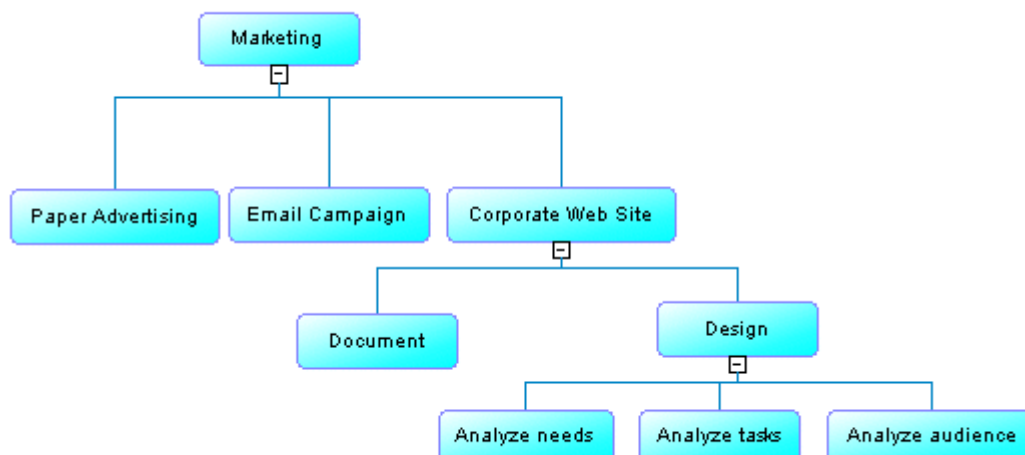 Marketing
Paper Advertising
Email Campaign
Corporate Web Site
Document
Design
Analyze needs
Analyze tasks
Analyze audience